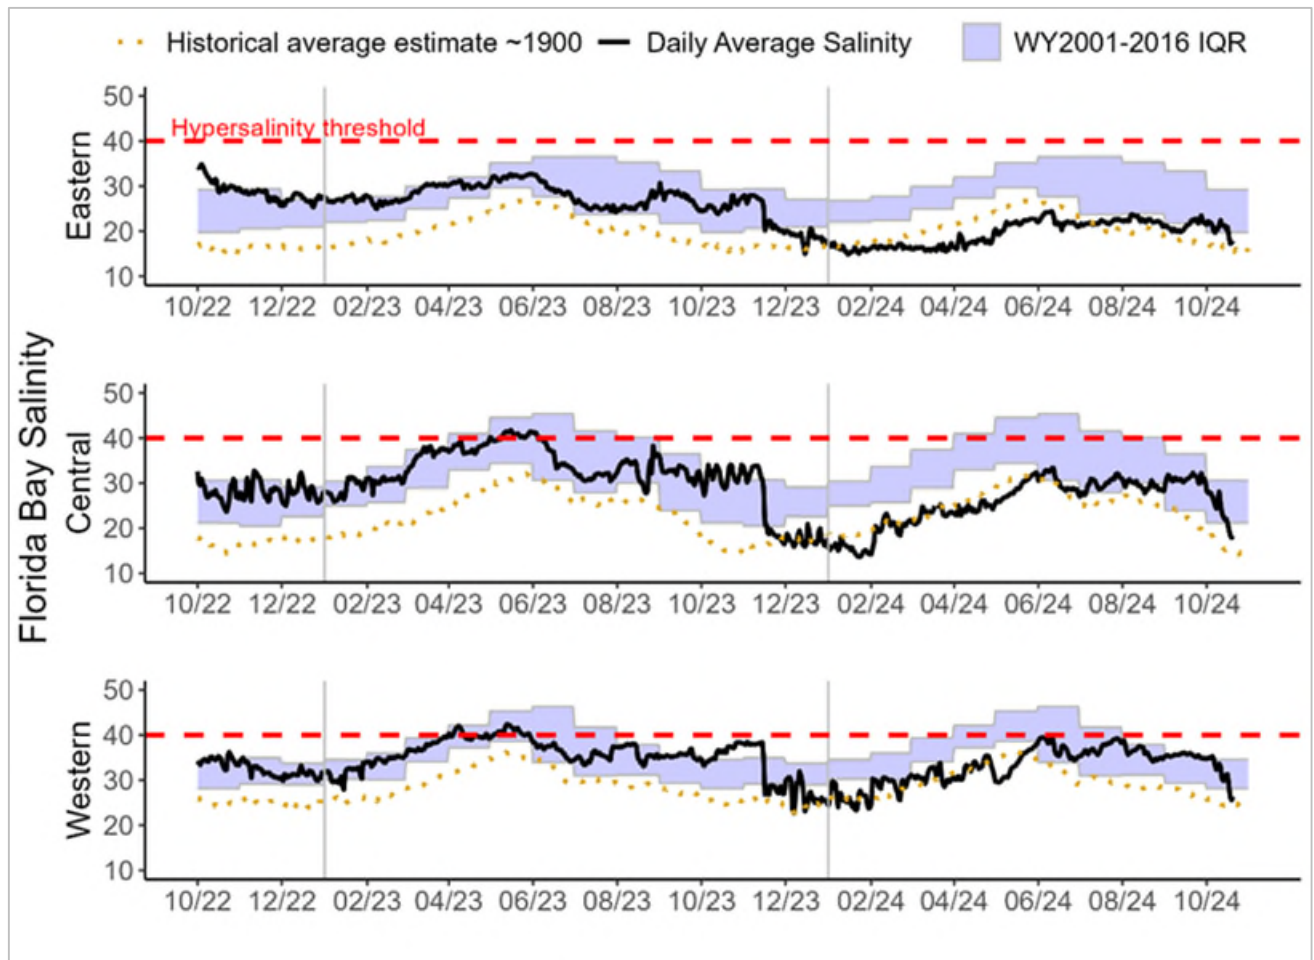 Historical average estimate ~1900 Daily Average Salinity WY2001-2016 IQR
Florida Bay Salinity
Eastern
50
40
30
20
10
Hypersalinity threshold
10/22 12/22 02/23 04/23 06/23 08/23 10/23 12/23 02/24 04/24 06/24 08/24 10/24
Central
50
40
30
20
10
10/22 12/22 02/23 04/23 06/23 08/23 10/23 12/23 02/24 04/24 06/24 08/24 10/24
Western
50
40
30
20
10
10/22 12/22 02/23 04/23 06/23 08/23 10/23 12/23 02/24 04/24 06/24 08/24 10/24